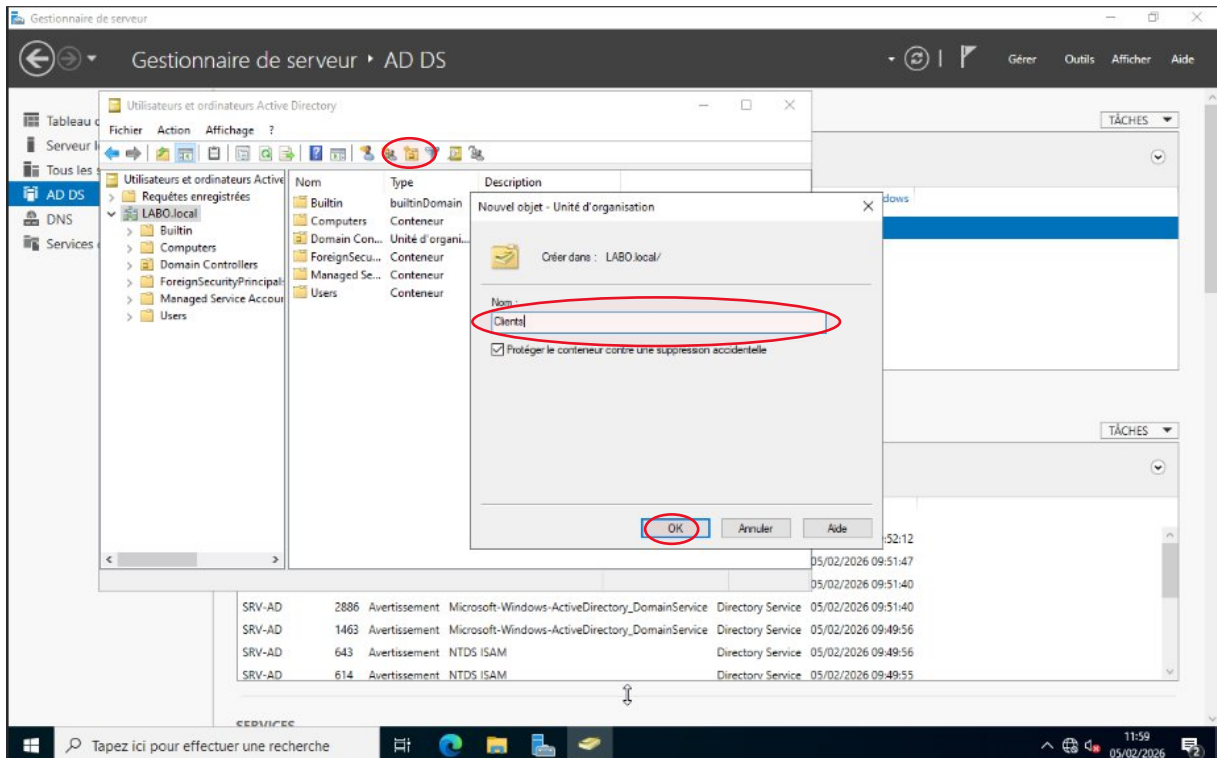 Gestionnaire de serveur
Gestionnaire de serveur ‣ AD DS
Gérer Outils Afficher Aide
Tableau
Serveur
Tous les
AD DS
DNS
Services
Utilisateurs et ordinateurs Active Directory
Fichier Action Affichage ?
Utilisateurs et ordinateurs Active
Requêtes enregistrées
LABO.local
Builtin
Computers
Domain Controllers
ForeignSecurityPrincipal
Managed Service Accour
Users
Nom Type Description
Builtin builtinDomain
Computers Conteneur
Domain Con... Unité d'organi...
ForeignSecu... Conteneur
Managed Se... Conteneur
Users Conteneur
Nouvel objet - Unité d'organisation
Créer dans : LABO.local/
Nom :
Clients
Protéger le conteneur contre une suppression accidentelle
OK Annuler Aide
TÂCHES
dows
TÂCHES
:52:12
05/02/2026 09:51:47
05/02/2026 09:51:40
SRV-AD 2886 Avertissement Microsoft-Windows-ActiveDirectory_DomainService Directory Service 05/02/2026 09:51:40
SRV-AD 1463 Avertissement Microsoft-Windows-ActiveDirectory_DomainService Directory Service 05/02/2026 09:49:56
SRV-AD 643 Avertissement NTDS ISAM Directory Service 05/02/2026 09:49:56
SRV-AD 614 Avertissement NTDS ISAM Directory Service 05/02/2026 09:49:55
SERVICES
Tapez ici pour effectuer une recherche
11:59
05/02/2026
2